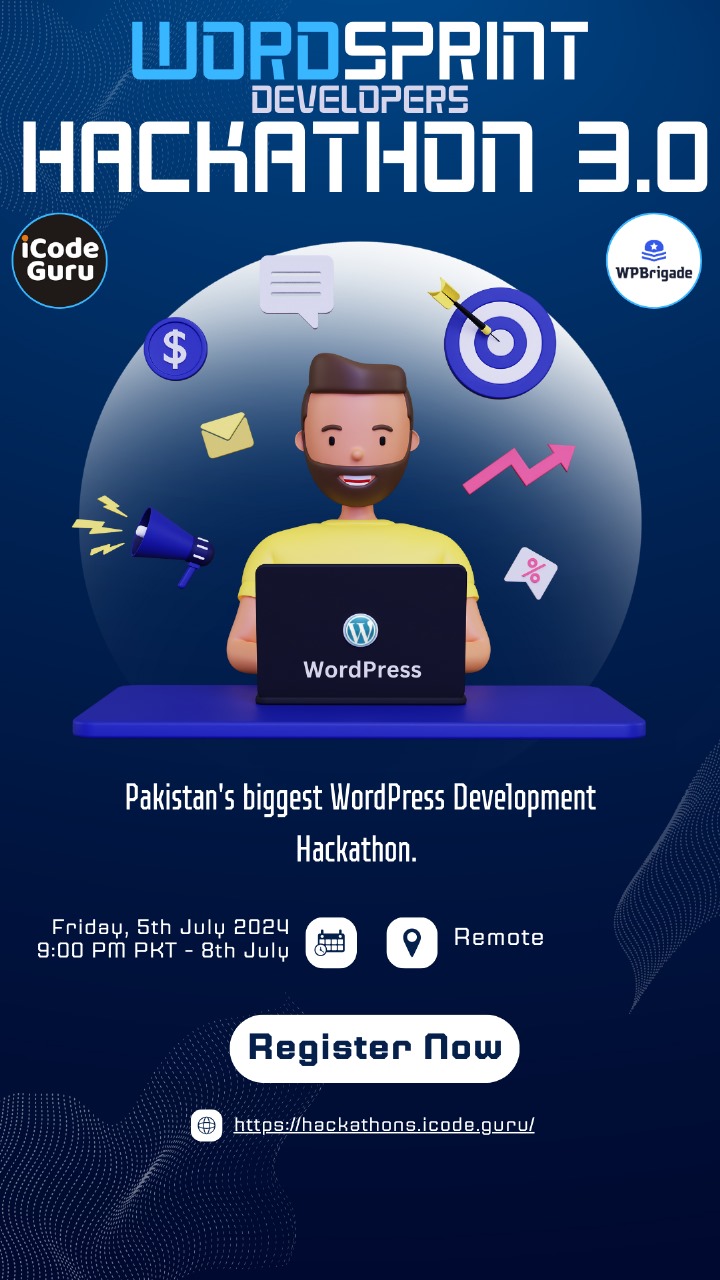 WORDSPRINT
DEVELOPERS
HACKATHON 3.0
iCode
Guru
WPBrigade
$
%
W
WordPress
Pakistan's biggest WordPress Development
Hackathon.
Friday, 5th July 2024
9:00 PM PKT - 8th July
Remote
Register Now
https://hackathons.icode.guru/